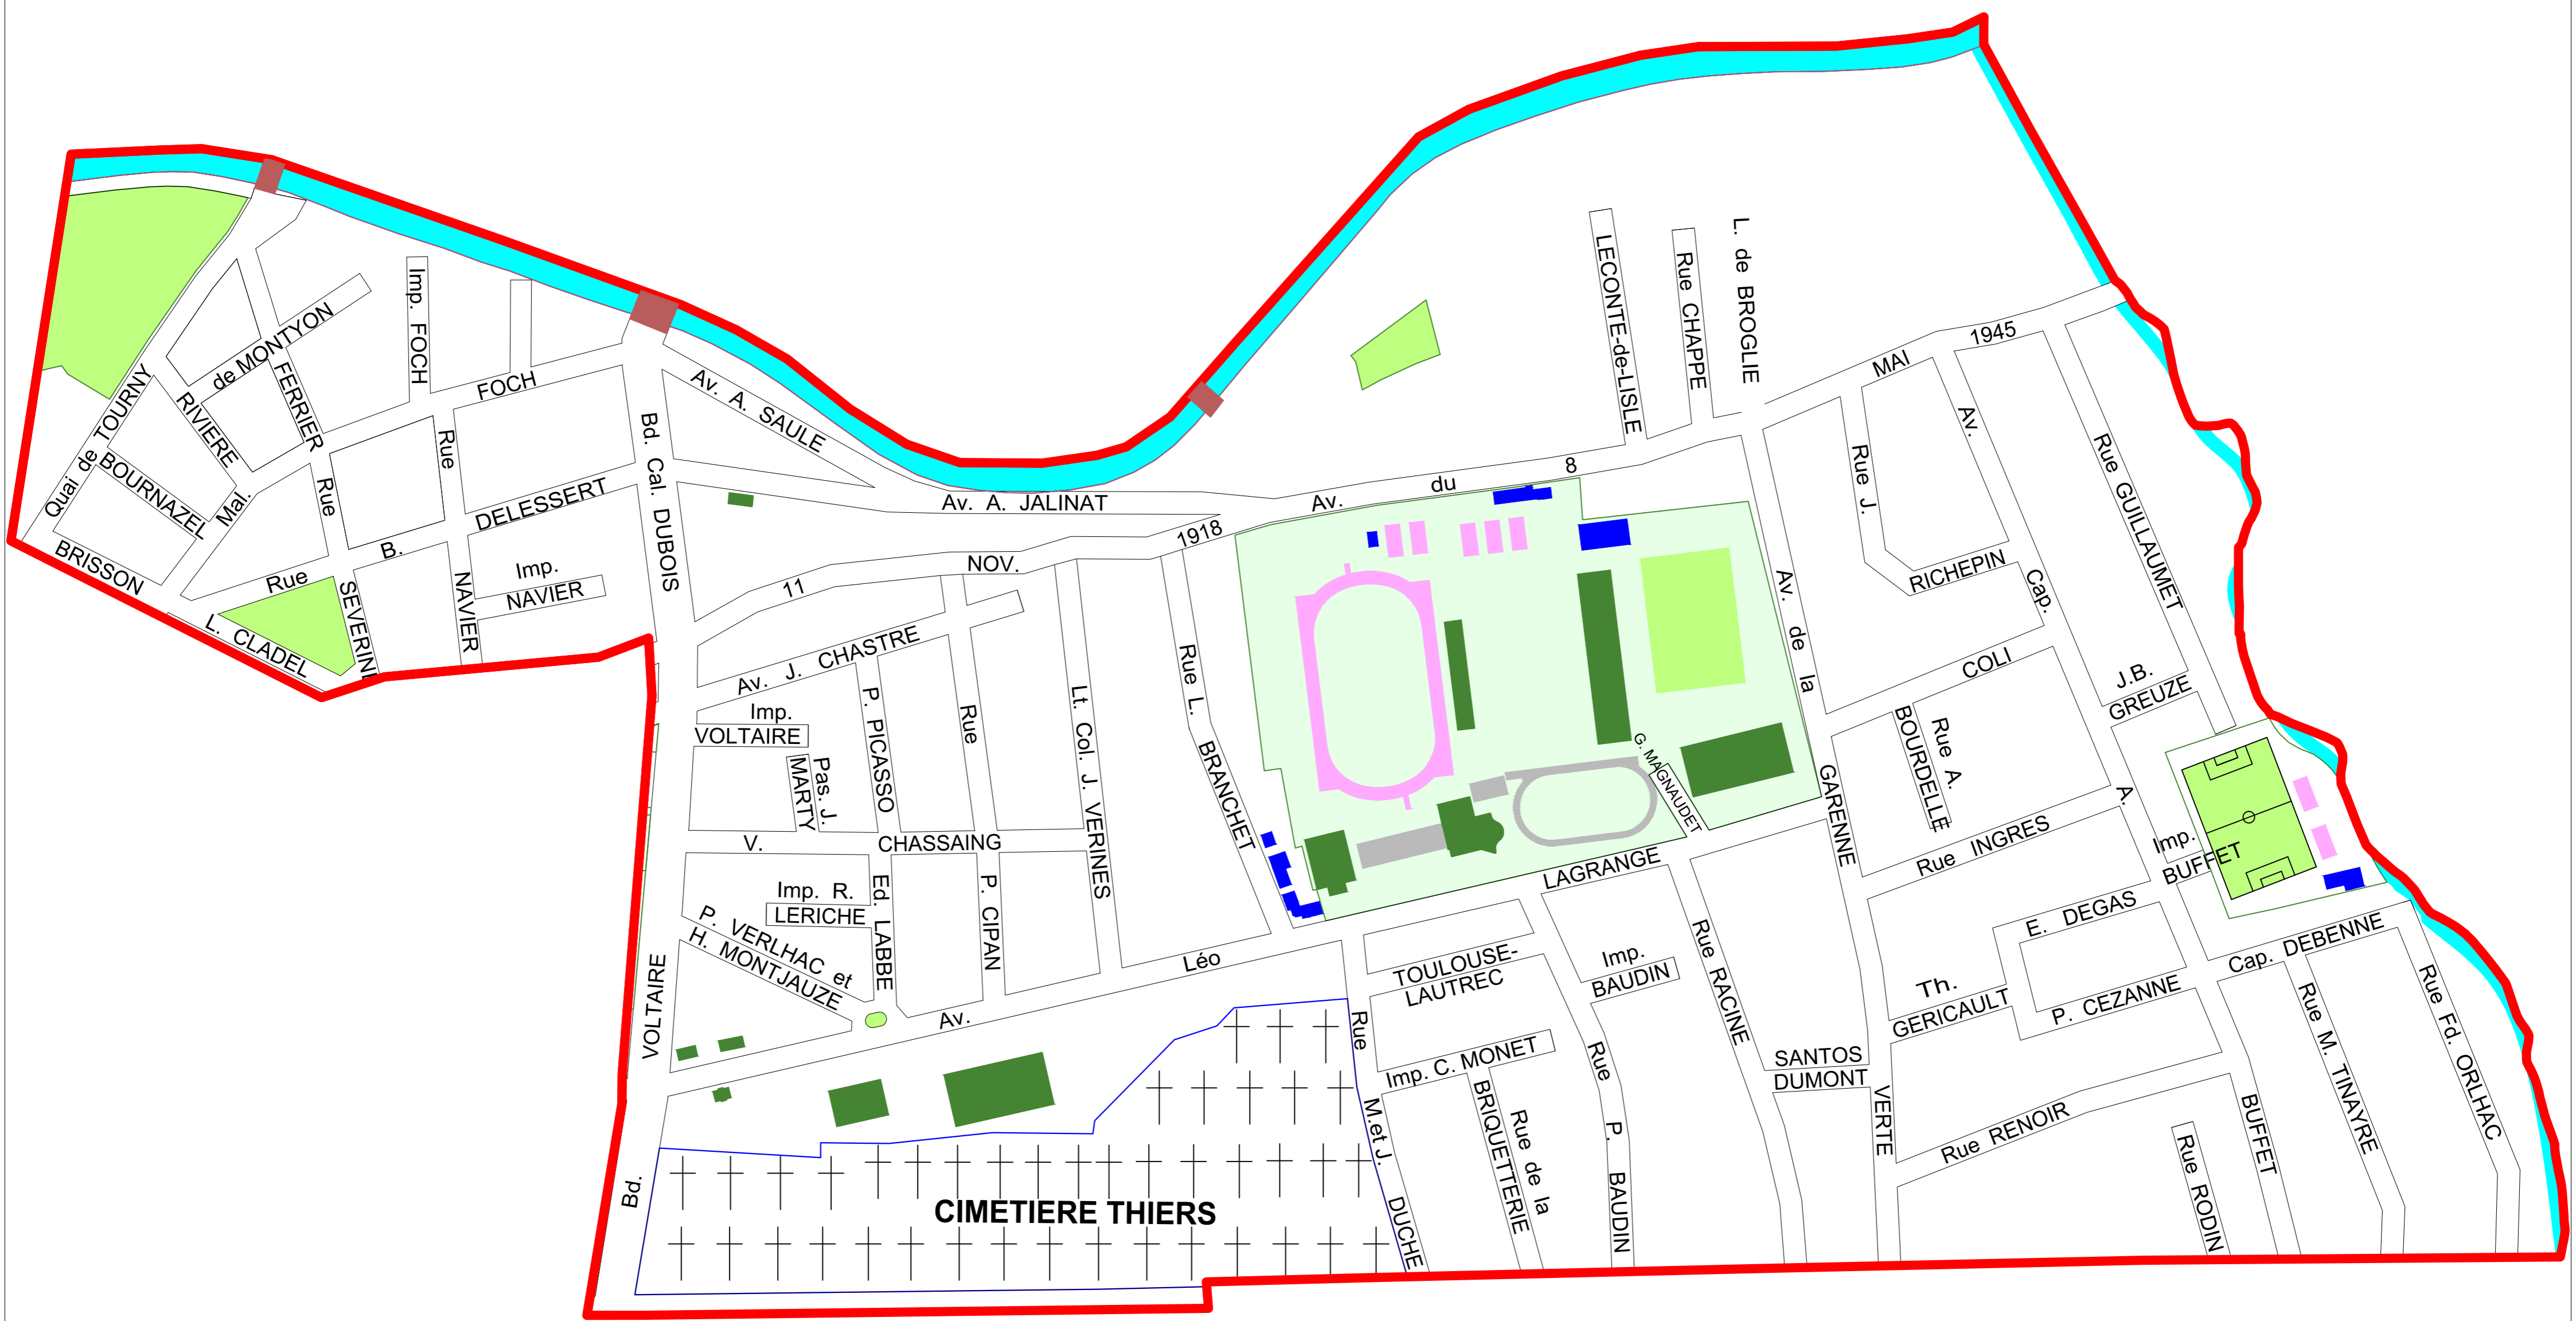 L. de BROGLIE
Rue CHAPPE
LECONTE-de-LISLE
Imp. FOCH
de MONTYON
FERRIER
RIVIERE
Quai de TOURNY
BOURNAZEL
BRISSON
Mal.
FOCH
Rue
SEVERINE
Rue
NAVIER
Rue
B.
DELESSERT
Imp.
NAVIER
L. CLADEL
Bd. Cal. DUBOIS
Av. A. SAULE
Av. A. JALINAT
Av. du 8 MAI 1945
11 NOV. 1918
Av. J. CHASTRE
Imp.
VOLTAIRE
Pas. J.
MARTY
P. PICASSO
Rue
P. CIPAN
Lt. Col. J. VERINES
Rue L.
BRANCHET
V. CHASSAING
Imp. R.
LERICHE
Ed. LABBE
P. VERLHAC et
H. MONTJAUZE
Bd. VOLTAIRE
Av. Léo LAGRANGE
G. MAGNAUDET
Av. de la GARENNE VERTE
Rue J.
RICHEPIN
Av. Cap. COLI
Rue GUILLAUMET
J.B.
GREUZE
Rue A.
BOURDELLE
Rue INGRES
A. BUFFET
Imp.
BUFFET
E. DEGAS
Th.
GERICAULT
P. CEZANNE
Cap. DEBENNE
Rue M. TINAYRE
Rue Fd. ORLHAC
Rue RENOIR
Rue RODIN
SANTOS
DUMONT
Rue RACINE
Imp.
BAUDIN
Rue P. BAUDIN
TOULOUSE-
LAUTREC
Imp. C. MONET
Rue de la
BRIQUETTERIE
Rue M.et J. DUCHE
CIMETIERE THIERS